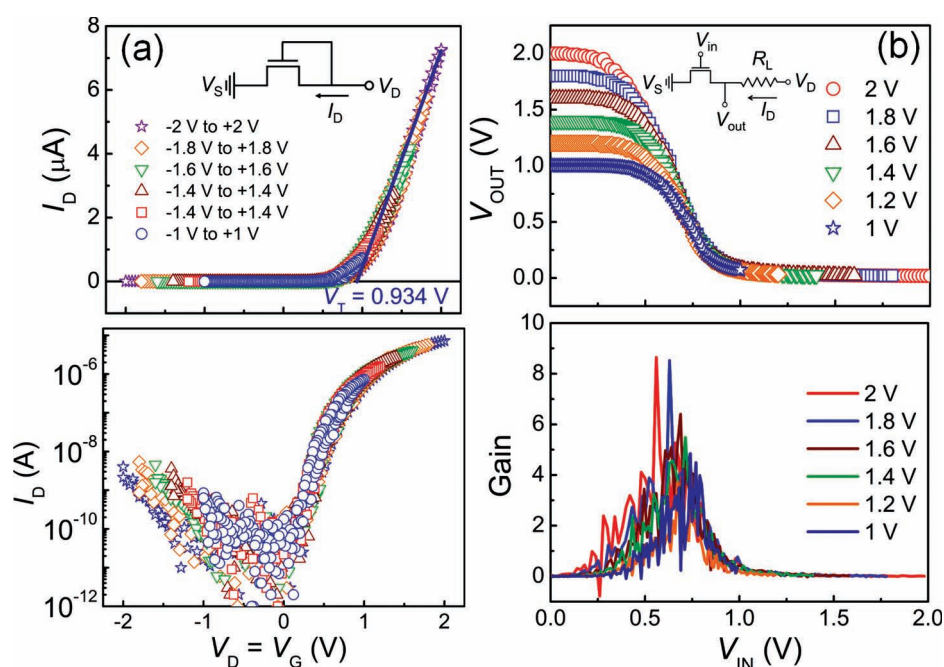 (a)
I_D (μA)
8
6
4
2
0
V_S
I_D
V_D
-2 V to +2 V
-1.8 V to +1.8 V
-1.6 V to +1.6 V
-1.4 V to +1.4 V
-1.4 V to +1.4 V
-1 V to +1 V
V_T = 0.934 V
I_D (A)
10^-6
10^-8
10^-10
10^-12
-2 -1 0 1 2
V_D = V_G (V)
(b)
V_OUT (V)
2.0
1.5
1.0
0.5
0.0
V_in
R_L
V_S
V_D
I_D
V_out
2 V
1.8 V
1.6 V
1.4 V
1.2 V
1 V
Gain
10
8
6
4
2
0
2 V
1.8 V
1.6 V
1.4 V
1.2 V
1 V
0.0 0.5 1.0 1.5 2.0
V_IN (V)